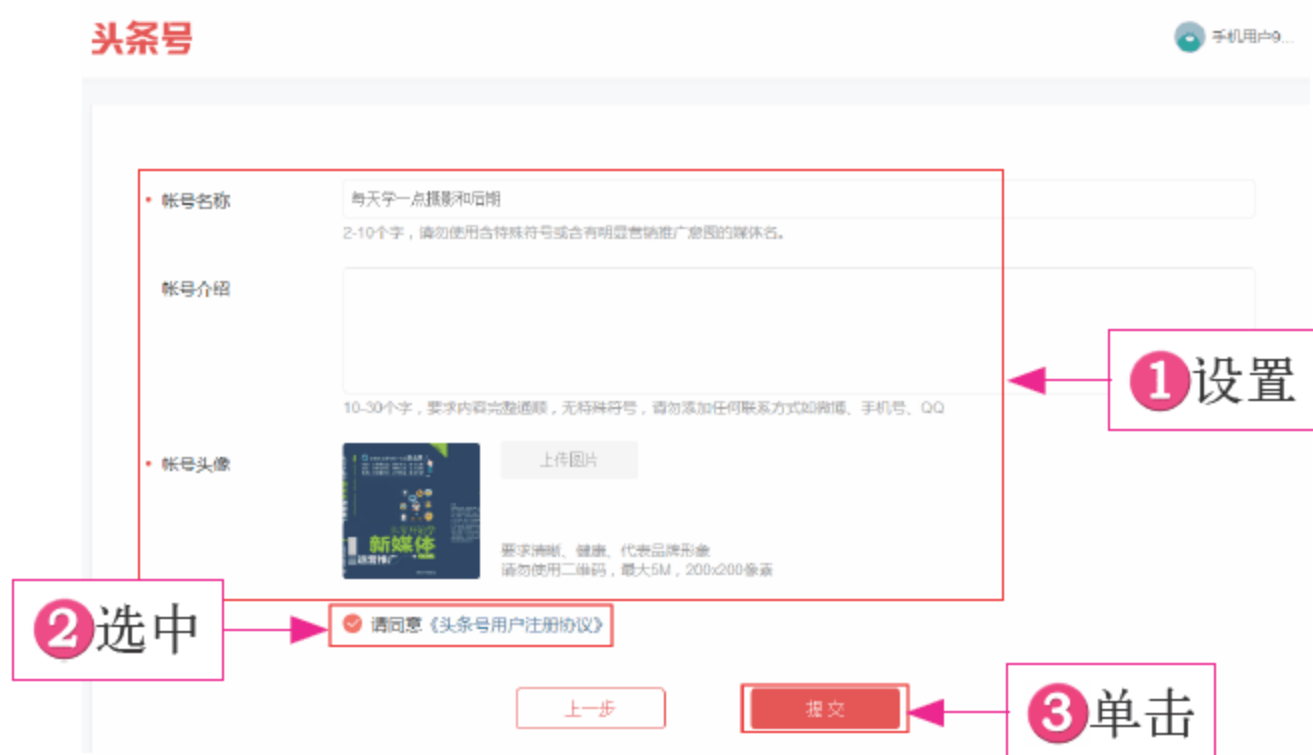 头条号
手机用户9...
• 帐号名称
每天学一点摄影和后期
2-10个字，请勿使用含特殊符号或含有明显营销推广意图的媒体名。
帐号介绍
❶设置
10-30个字，要求内容完整通顺，无特殊符号，请勿添加任何联系方式如微博、手机号、QQ
• 帐号头像
上传图片
新媒体
运营推广
要求清晰、健康、代表品牌形象
请勿使用二维码，最大5M，200x200像素
❷选中
请同意《头条号用户注册协议》
上一步
提交
❸单击